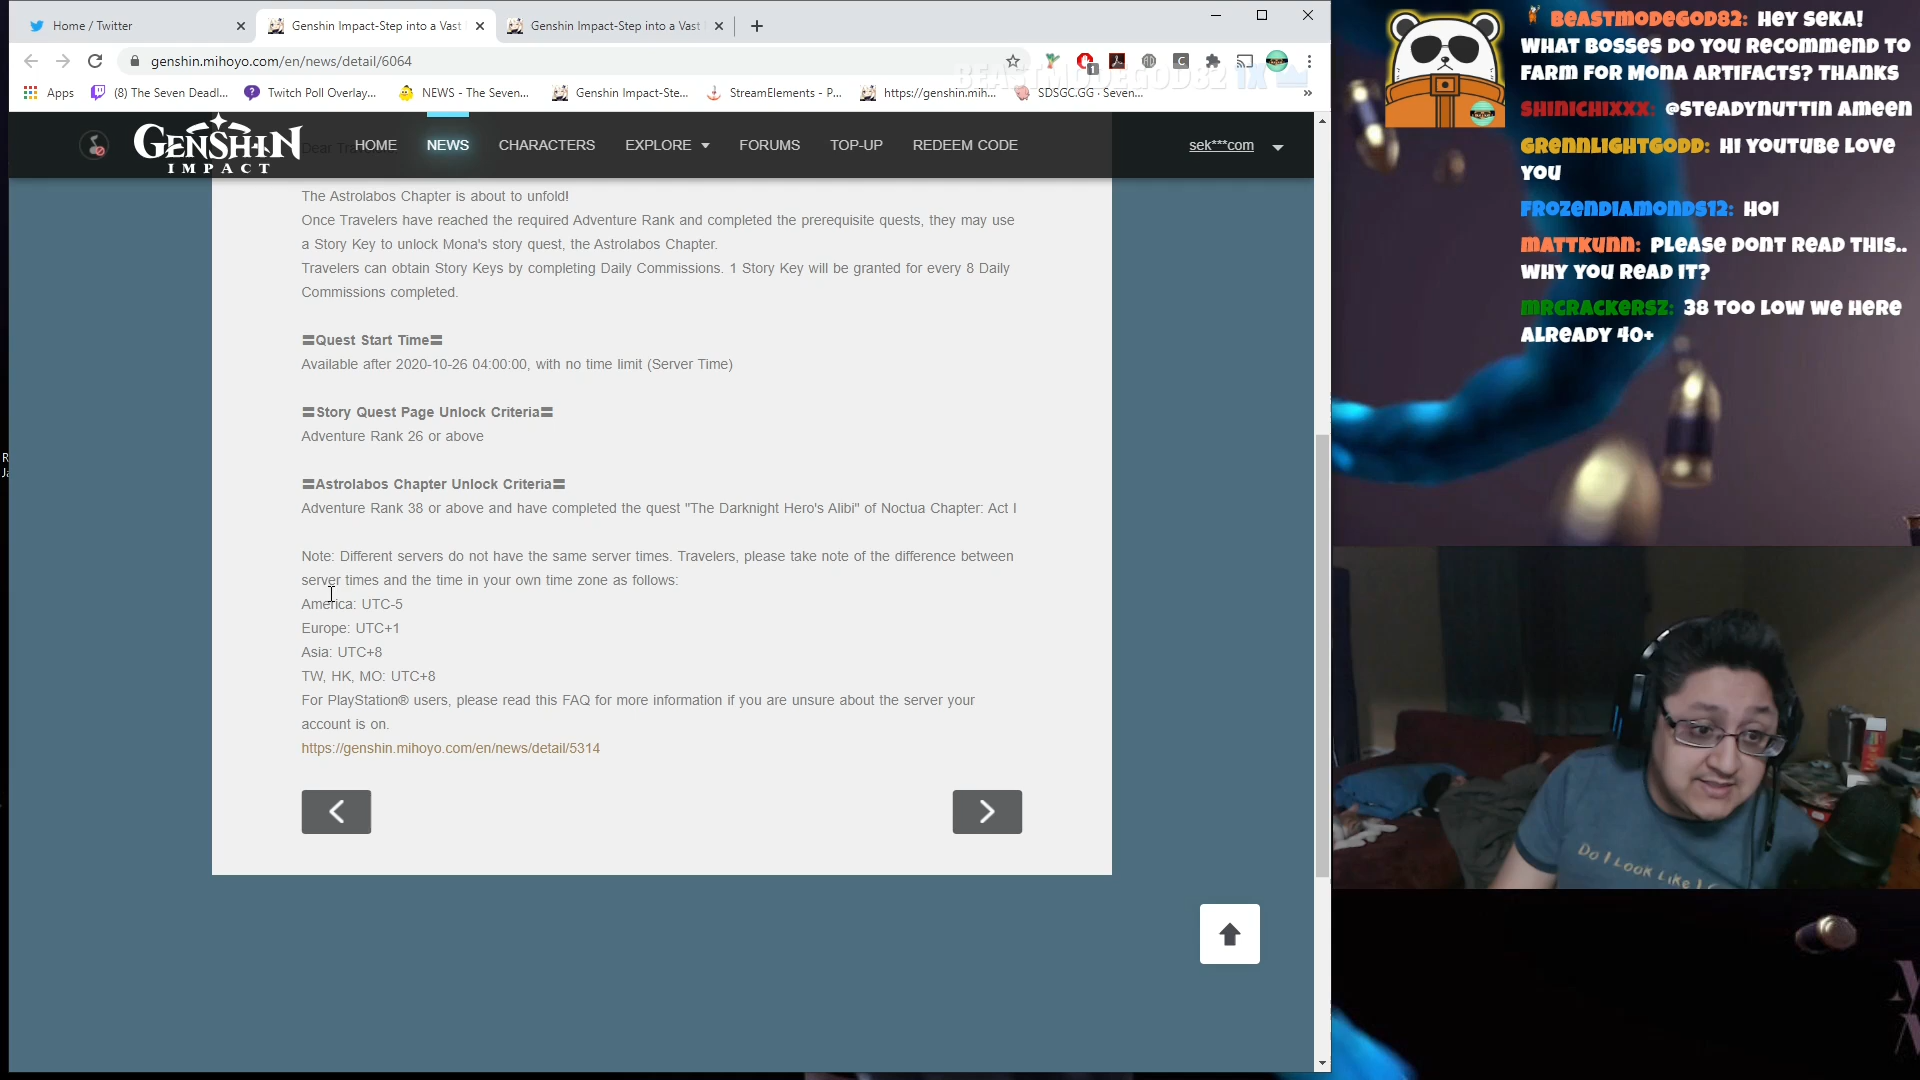 Home / Twitter
Genshin Impact-Step into a Vast
Genshin Impact-Step into a Vast
genshin.mihoyo.com/en/news/detail/6064
1
Apps
(8) The Seven Deadl...
Twitch Poll Overlay...
NEWS - The Seven...
Genshin Impact-Ste...
StreamElements - P...
https://genshin.mih...
SDSGC.GG - Seven...
BEASTMODEGOD82 1X
GENSHIN
IMPACT
HOME
NEWS
CHARACTERS
EXPLORE
FORUMS
TOP-UP
REDEEM CODE
sek***com
The Astrolabos Chapter is about to unfold!
Once Travelers have reached the required Adventure Rank and completed the prerequisite quests, they may use
a Story Key to unlock Mona's story quest, the Astrolabos Chapter.
Travelers can obtain Story Keys by completing Daily Commissions. 1 Story Key will be granted for every 8 Daily
Commissions completed.
〓Quest Start Time〓
Available after 2020-10-26 04:00:00, with no time limit (Server Time)
〓Story Quest Page Unlock Criteria〓
Adventure Rank 26 or above
〓Astrolabos Chapter Unlock Criteria〓
Adventure Rank 38 or above and have completed the quest "The Darknight Hero's Alibi" of Noctua Chapter: Act I
Note: Different servers do not have the same server times. Travelers, please take note of the difference between
server times and the time in your own time zone as follows:
America: UTC-5
Europe: UTC+1
Asia: UTC+8
TW, HK, MO: UTC+8
For PlayStation® users, please read this FAQ for more information if you are unsure about the server your
account is on.
https://genshin.mihoyo.com/en/news/detail/5314
BEASTMODEGOD82: HEY SEKA!
WHAT BOSSES DO YOU RECOMMEND TO
FARM FOR MONA ARTIFACTS? THANKS
SHINICHIXXX: @STEADYNUTTIN AMEEN
GRENNLIGHTGODD: HI YOUTUBE LOVE
YOU
FROZENDIAMONDS12: HOI
MATTKUNN: PLEASE DONT READ THIS..
WHY YOU READ IT?
MRCRACKERSZ: 38 TOO LOW WE HERE
ALREADY 40+
Do I Look Like I